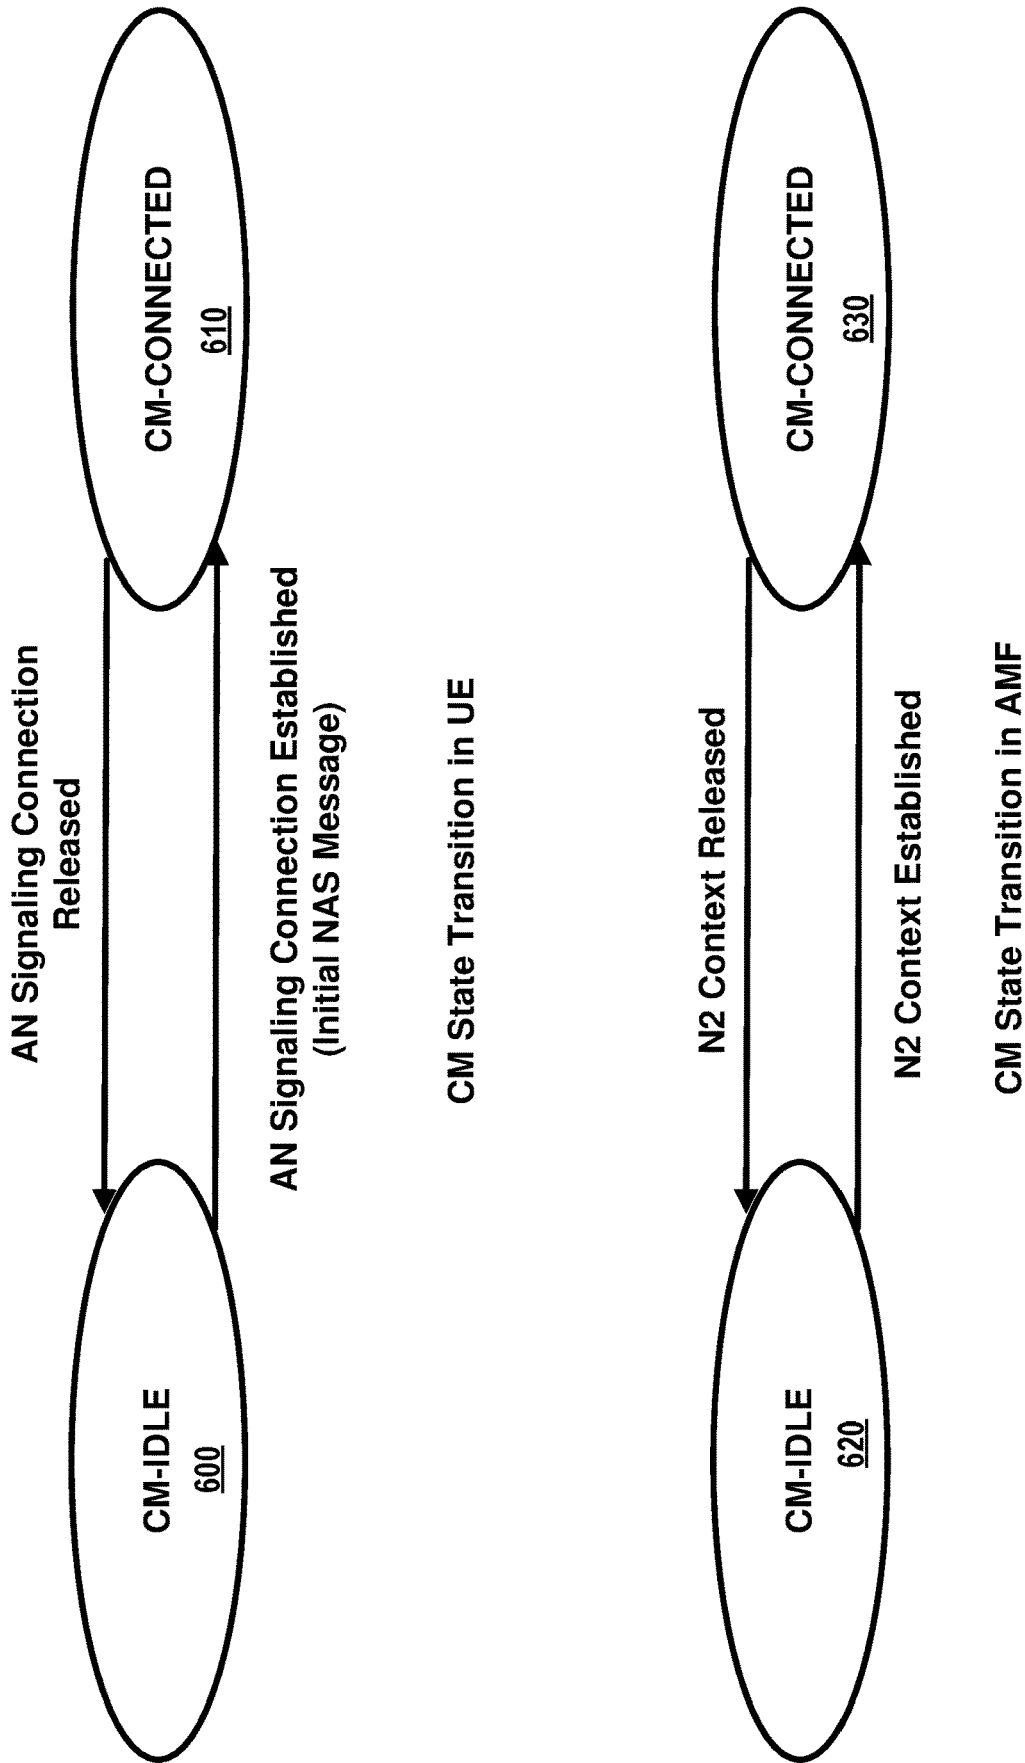 AN Signaling Connection
Released
CM-IDLE
600
CM-CONNECTED
610
AN Signaling Connection Established
(Initial NAS Message)
CM State Transition in UE
N2 Context Released
CM-IDLE
620
CM-CONNECTED
630
N2 Context Established
CM State Transition in AMF